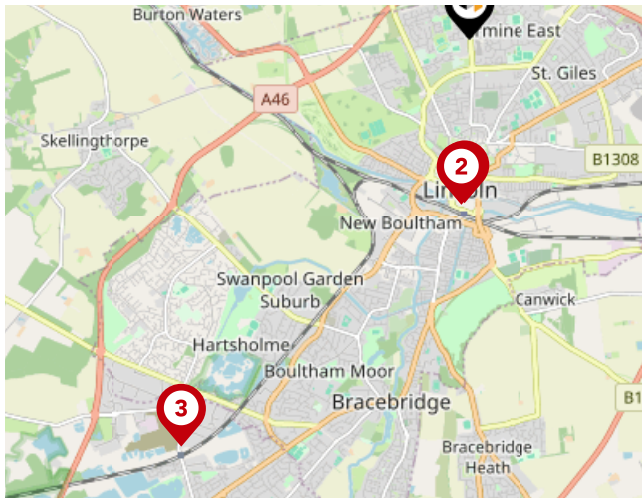 Burton Waters
rmine East
St. Giles
A46
Skellingthorpe
B1308
2
Lincoln
New Boultham
Swanpool Garden
Suburb
Canwick
Hartsholme
Boultham Moor
B1
3
Bracebridge
Bracebridge
Heath